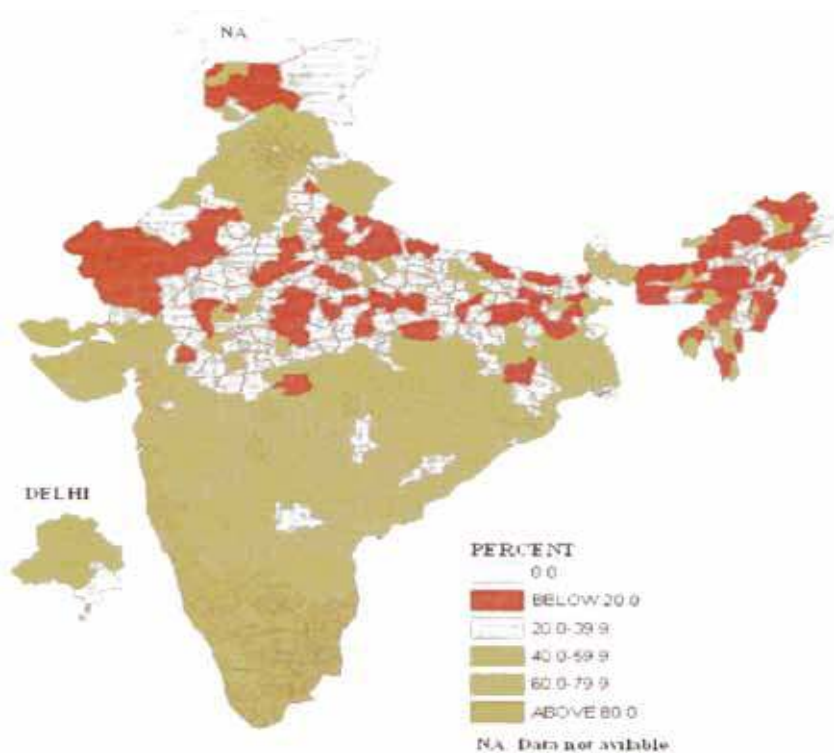 NA
DELHI
PERCENT
0.0
BELOW 20.0
20.0-39.9
40.0-59.9
60.0-79.9
ABOVE 80.0
NA Data not avilable